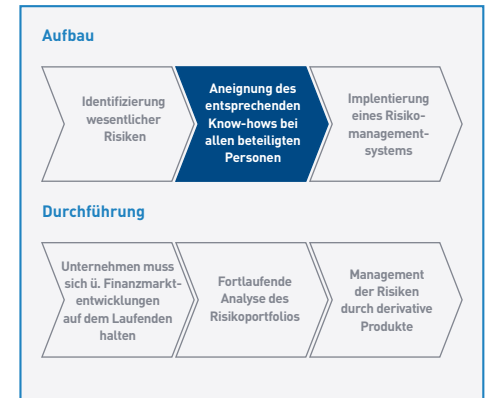 Aufbau
Identifizierung
wesentlicher
Risiken
Aneignung des
entsprechenden
Know-hows bei
allen beteiligten
Personen
Implentierung
eines Risiko-
management-
systems
Durchführung
Unternehmen muss
sich ü. Finanzmarkt-
entwicklungen
auf dem Laufenden
halten
Fortlaufende
Analyse des
Risikoportfolios
Management
der Risiken
durch derivative
Produkte